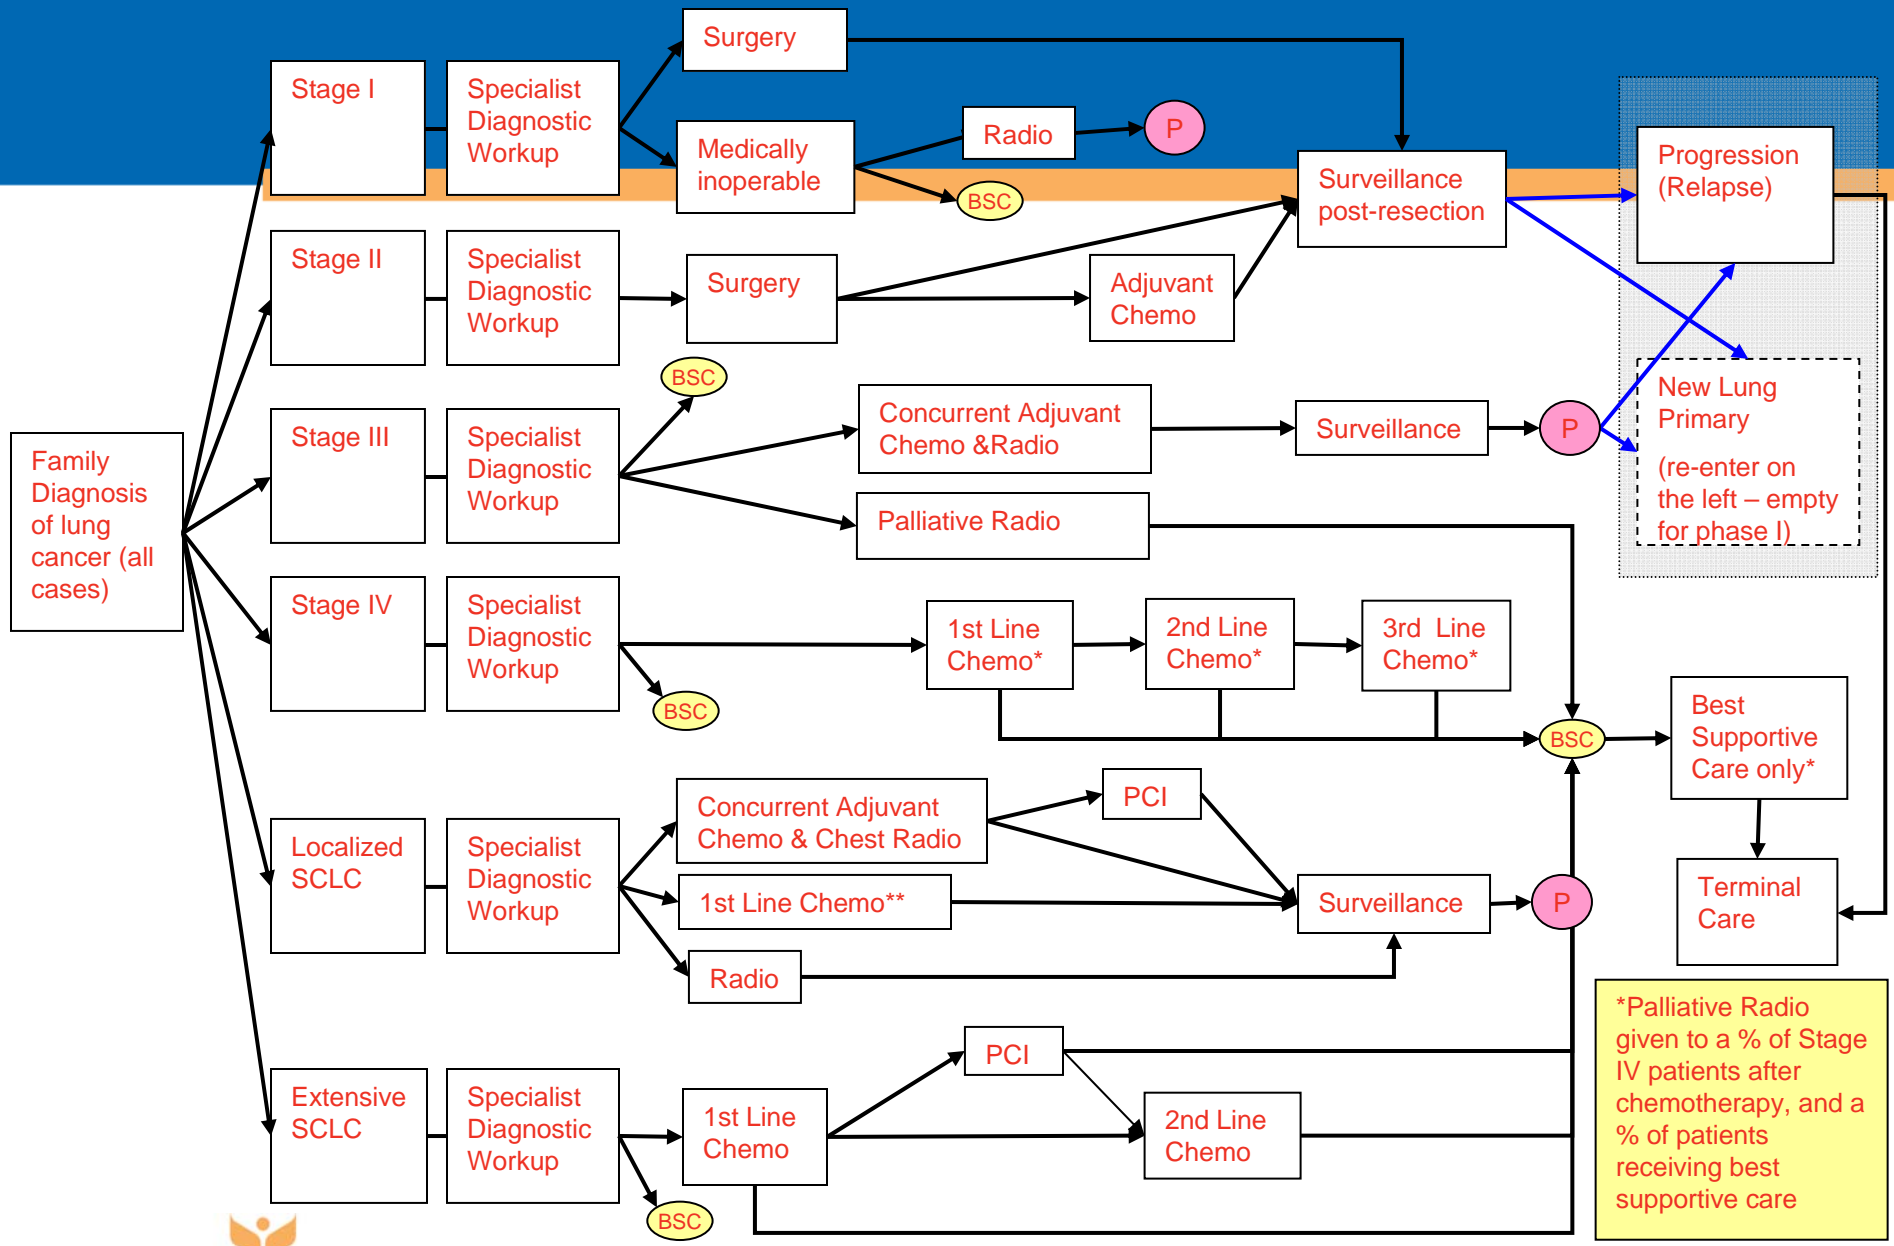 Surgery
Stage I
Specialist
Diagnostic
Workup
Medically
inoperable
Radio
P
BSC
Surveillance
post-resection
Progression
(Relapse)
Stage II
Specialist
Diagnostic
Workup
Surgery
Adjuvant
Chemo
BSC
Stage III
Specialist
Diagnostic
Workup
Concurrent Adjuvant
Chemo &Radio
Surveillance
P
New Lung
Primary
(re-enter on
the left – empty
for phase I)
Palliative Radio
Family
Diagnosis
of lung
cancer (all
cases)
Stage IV
Specialist
Diagnostic
Workup
BSC
1st Line
Chemo*
2nd Line
Chemo*
3rd  Line
Chemo*
BSC
Best
Supportive
Care only*
Localized
SCLC
Specialist
Diagnostic
Workup
Concurrent Adjuvant
Chemo & Chest Radio
PCI
1st Line Chemo**
Radio
Surveillance
P
Terminal
Care
Extensive
SCLC
Specialist
Diagnostic
Workup
BSC
1st Line
Chemo
PCI
2nd Line
Chemo
*Palliative Radio
given to a % of Stage
IV patients after
chemotherapy, and a
% of patients
receiving best
supportive care